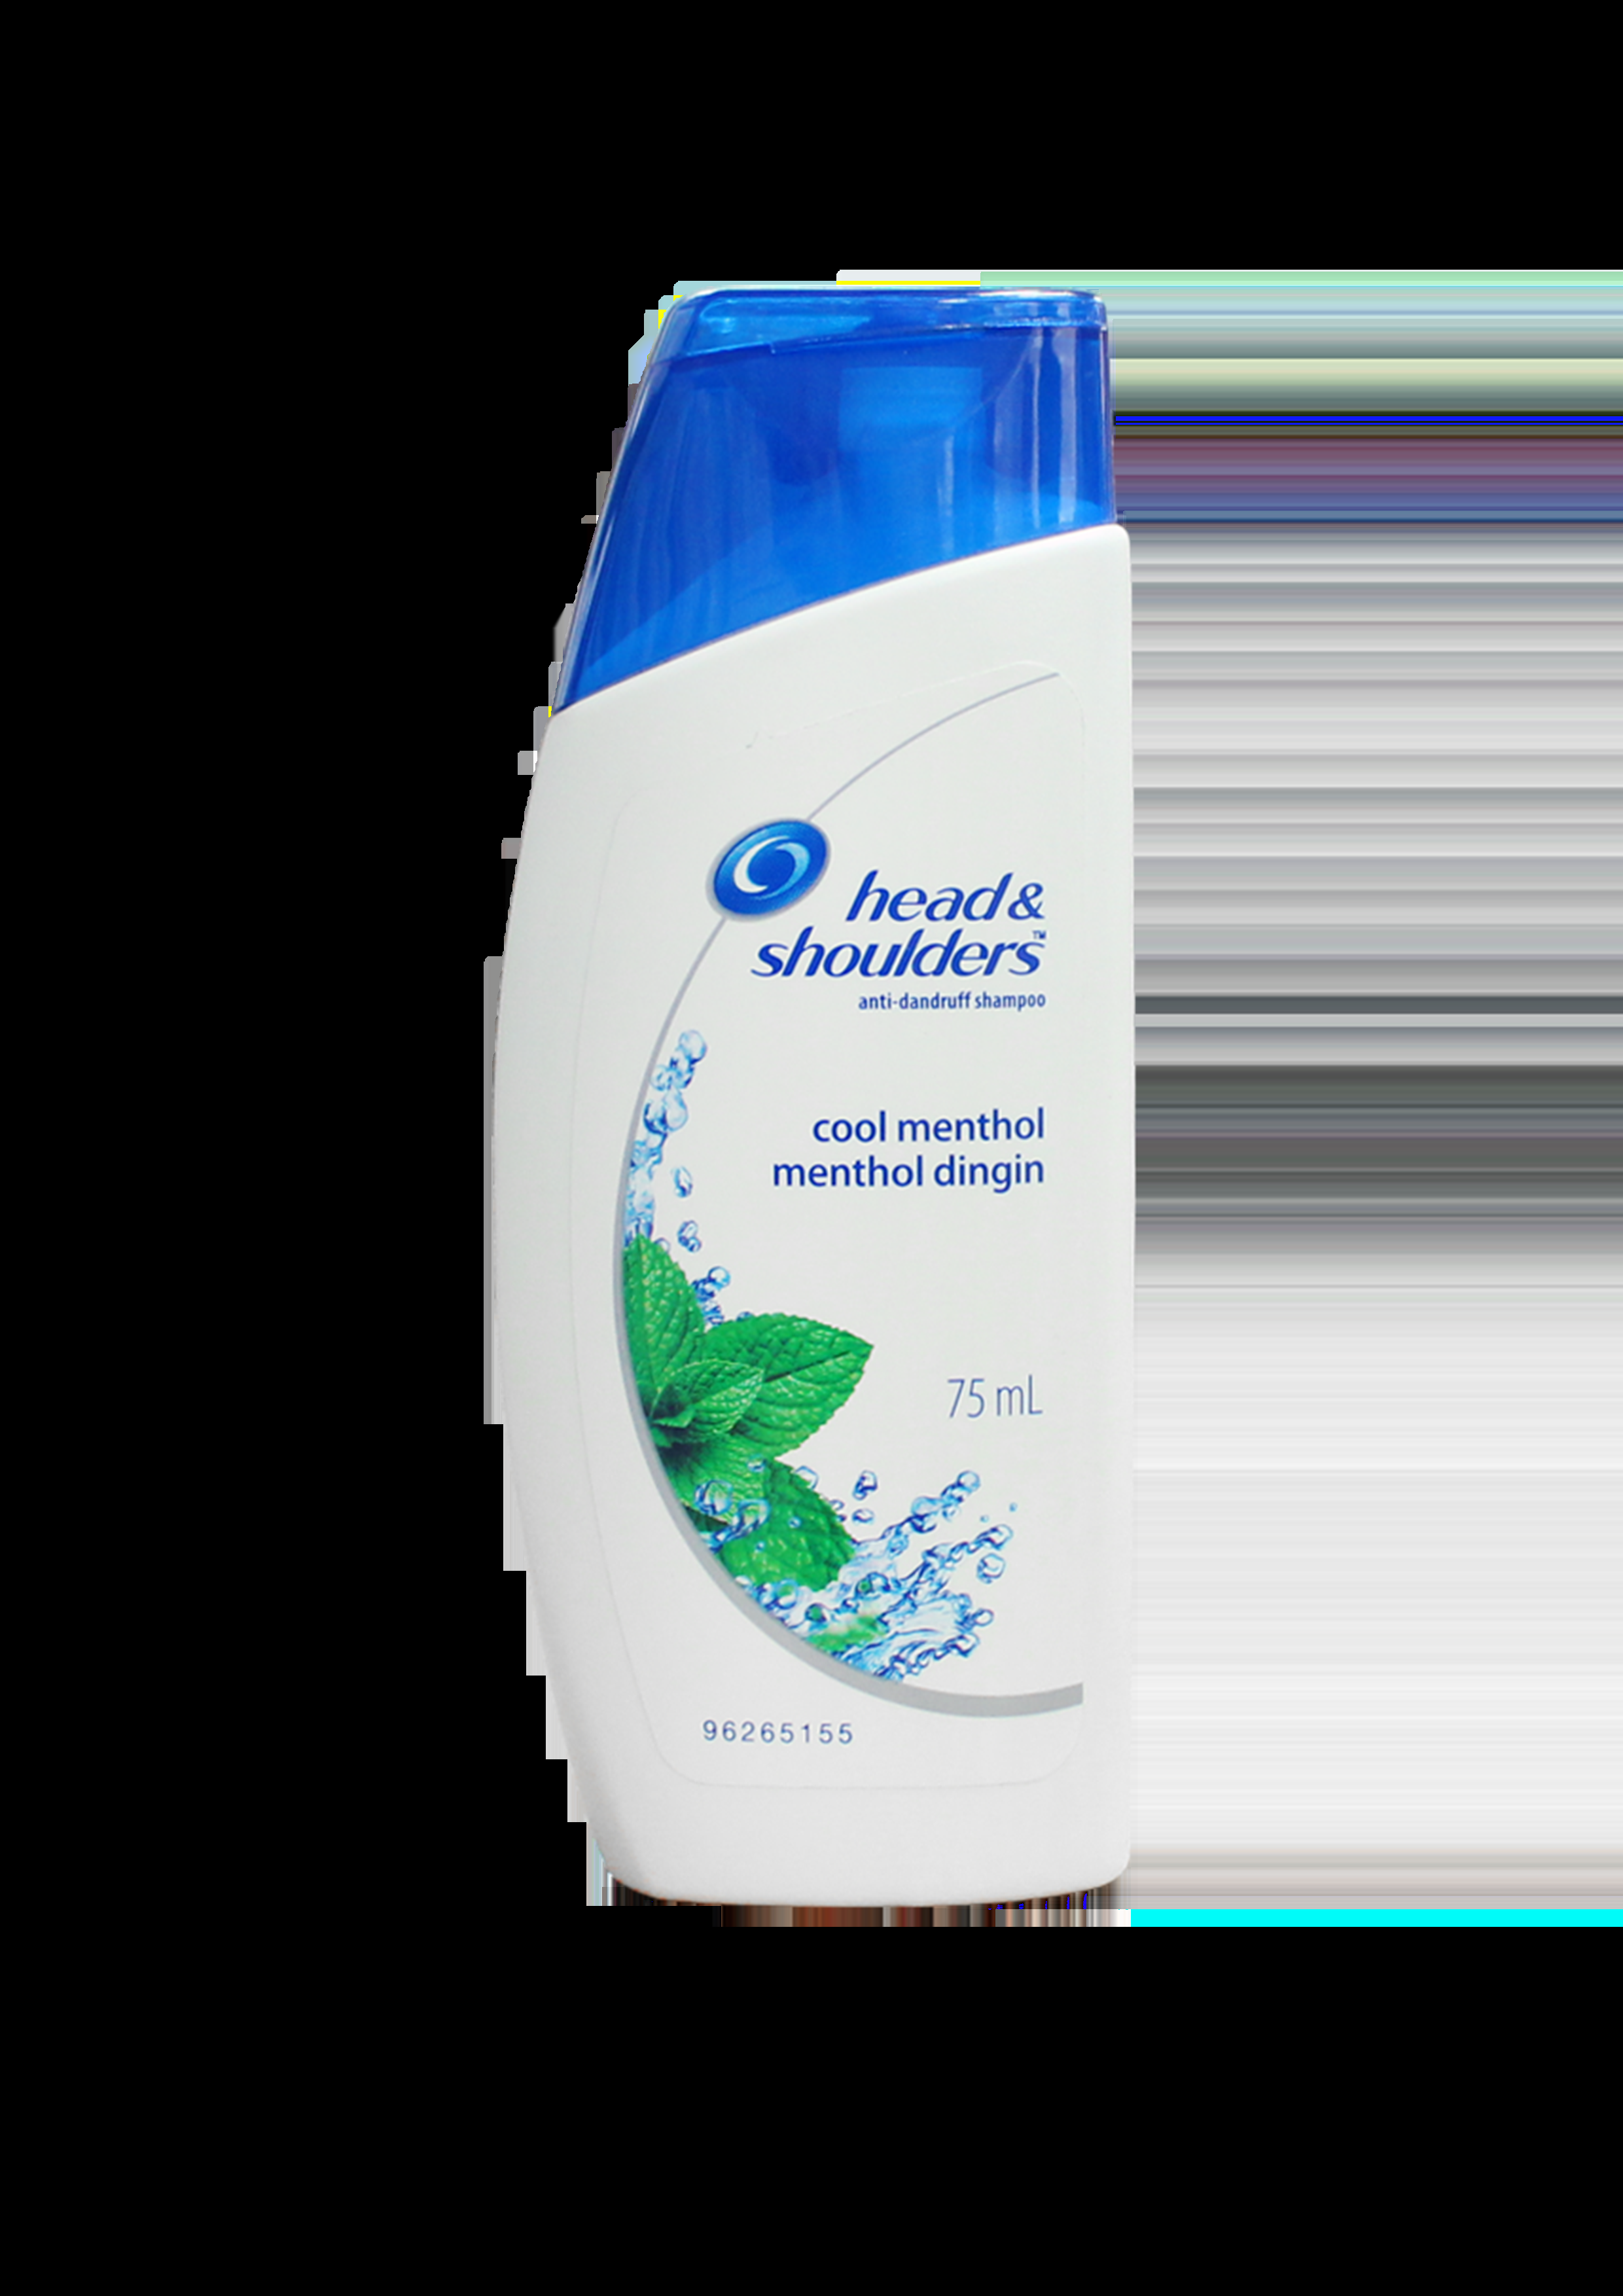 head &
shoulders™
anti-dandruff shampoo
cool menthol
menthol dingin
75 mL
96265155